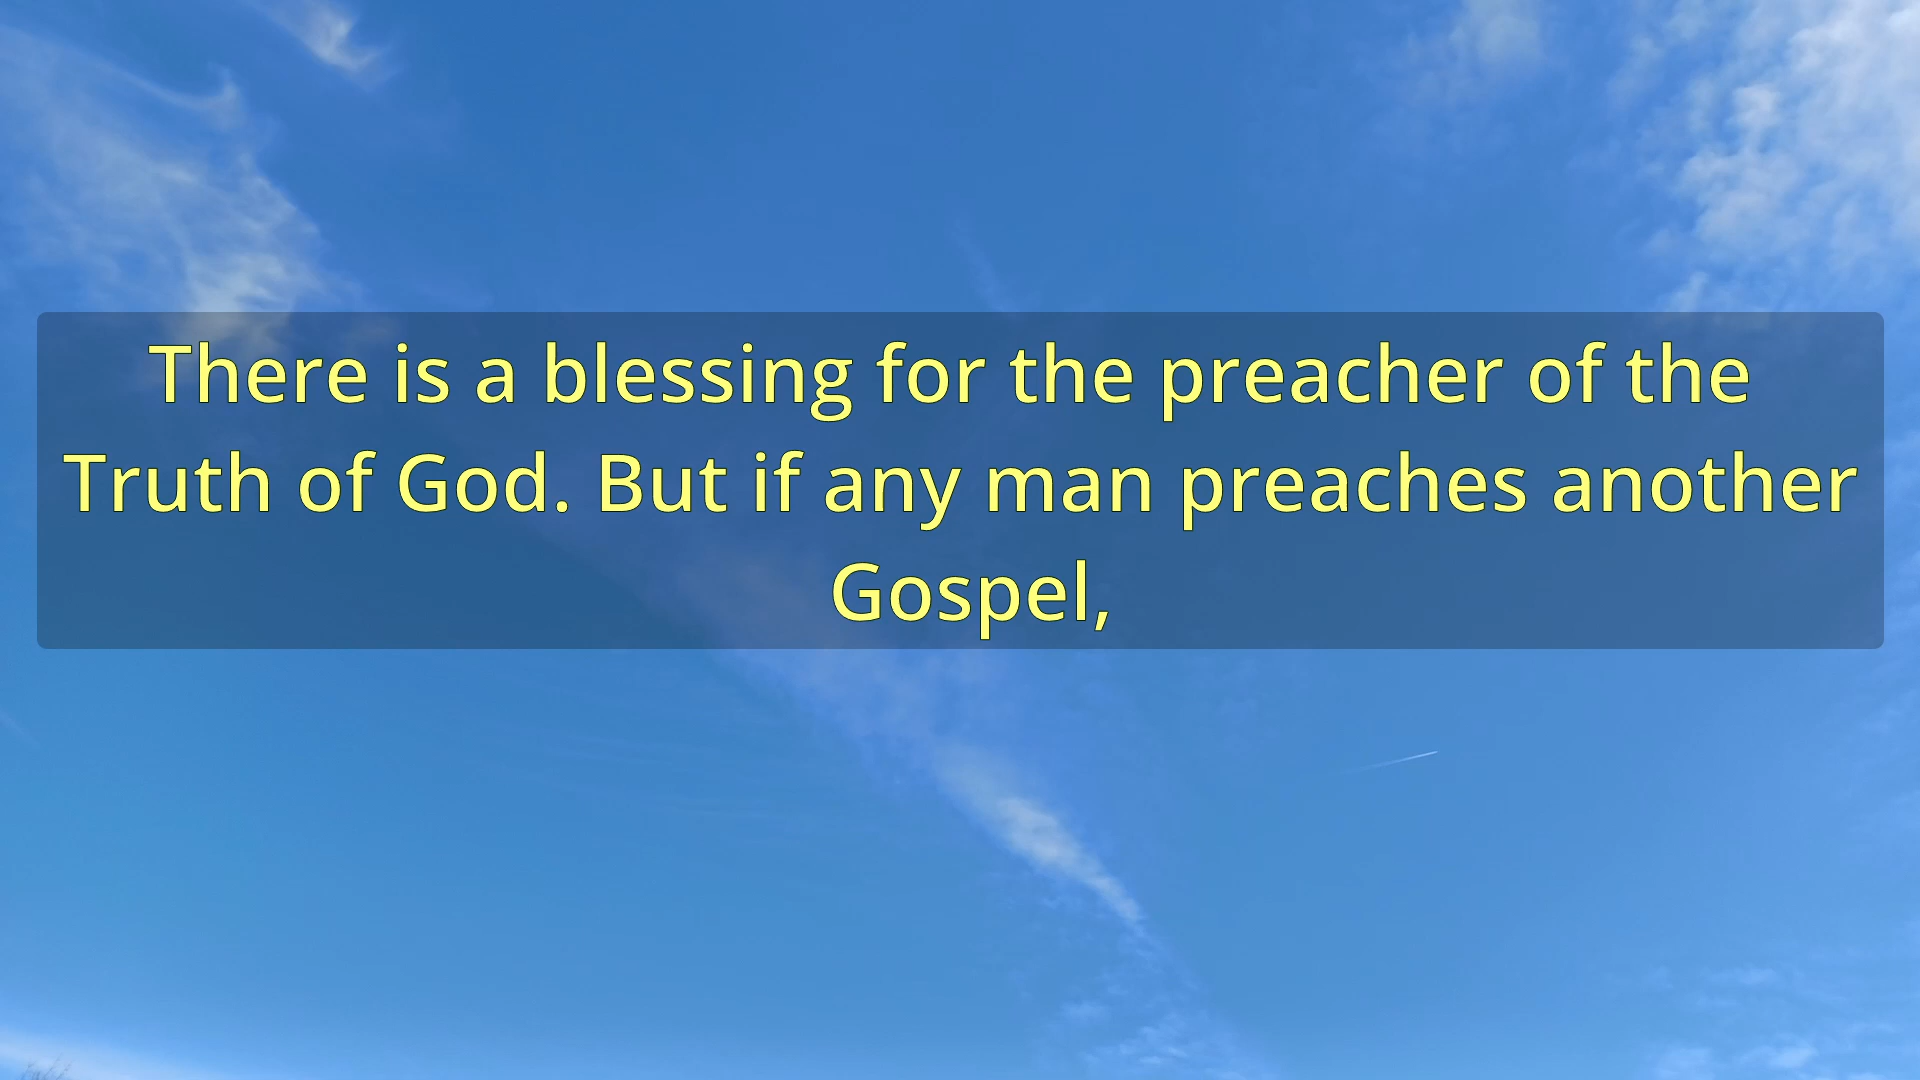 There is a blessing for the preacher of the
Truth of God. But if any man preaches another
Gospel,